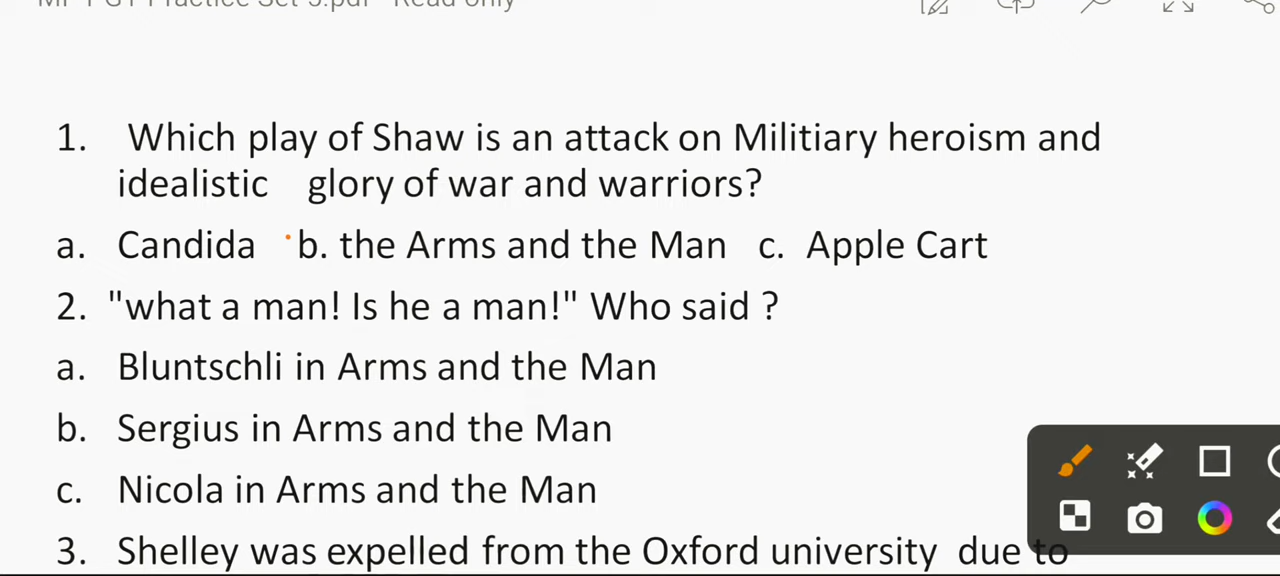 1. Which play of Shaw is an attack on Militiary heroism and
idealistic glory of war and warriors?
a. Candida b. the Arms and the Man c. Apple Cart
2. "what a man! Is he a man!" Who said ?
a. Bluntschli in Arms and the Man
b. Sergius in Arms and the Man
c. Nicola in Arms and the Man
3. Shelley was expelled from the Oxford university due to